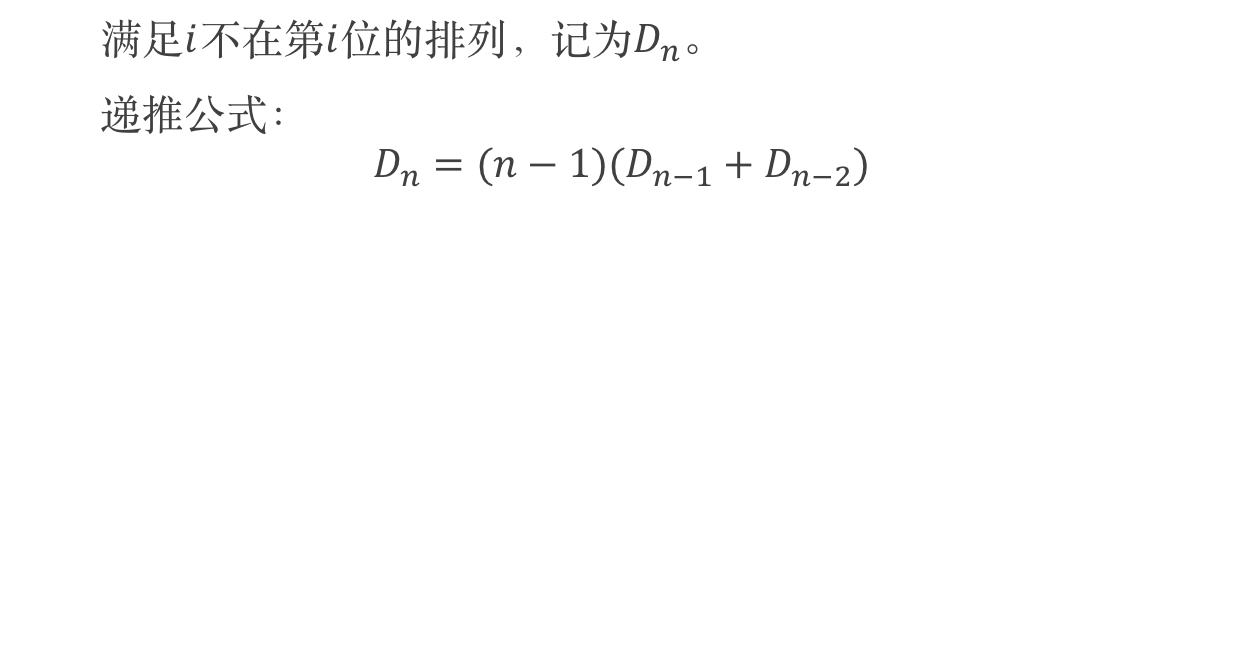 满足i不在第i位的排列，记为Dₙ。
递推公式：
Dₙ = (n − 1)(Dₙ₋₁ + Dₙ₋₂)